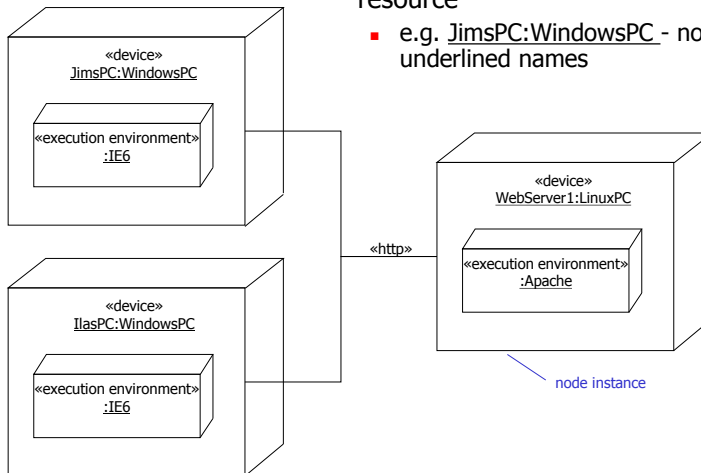 resource
▪ e.g. JimsPC:WindowsPC - no
underlined names
«device»
JimsPC:WindowsPC
«execution environment»
:IE6
«device»
WebServer1:LinuxPC
«http»
«execution environment»
:Apache
«device»
IlasPC:WindowsPC
node instance
«execution environment»
:IE6